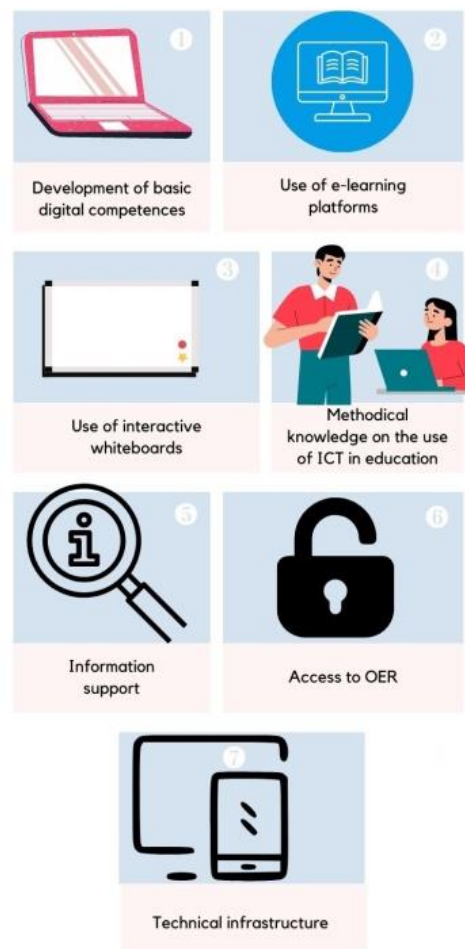 1
Development of basic
digital competences
2
Use of e-learning
platforms
3
Use of interactive
whiteboards
4
Methodical
knowledge on the use
of ICT in education
5
i
Information
support
6
Access to OER
7
Technical infrastructure